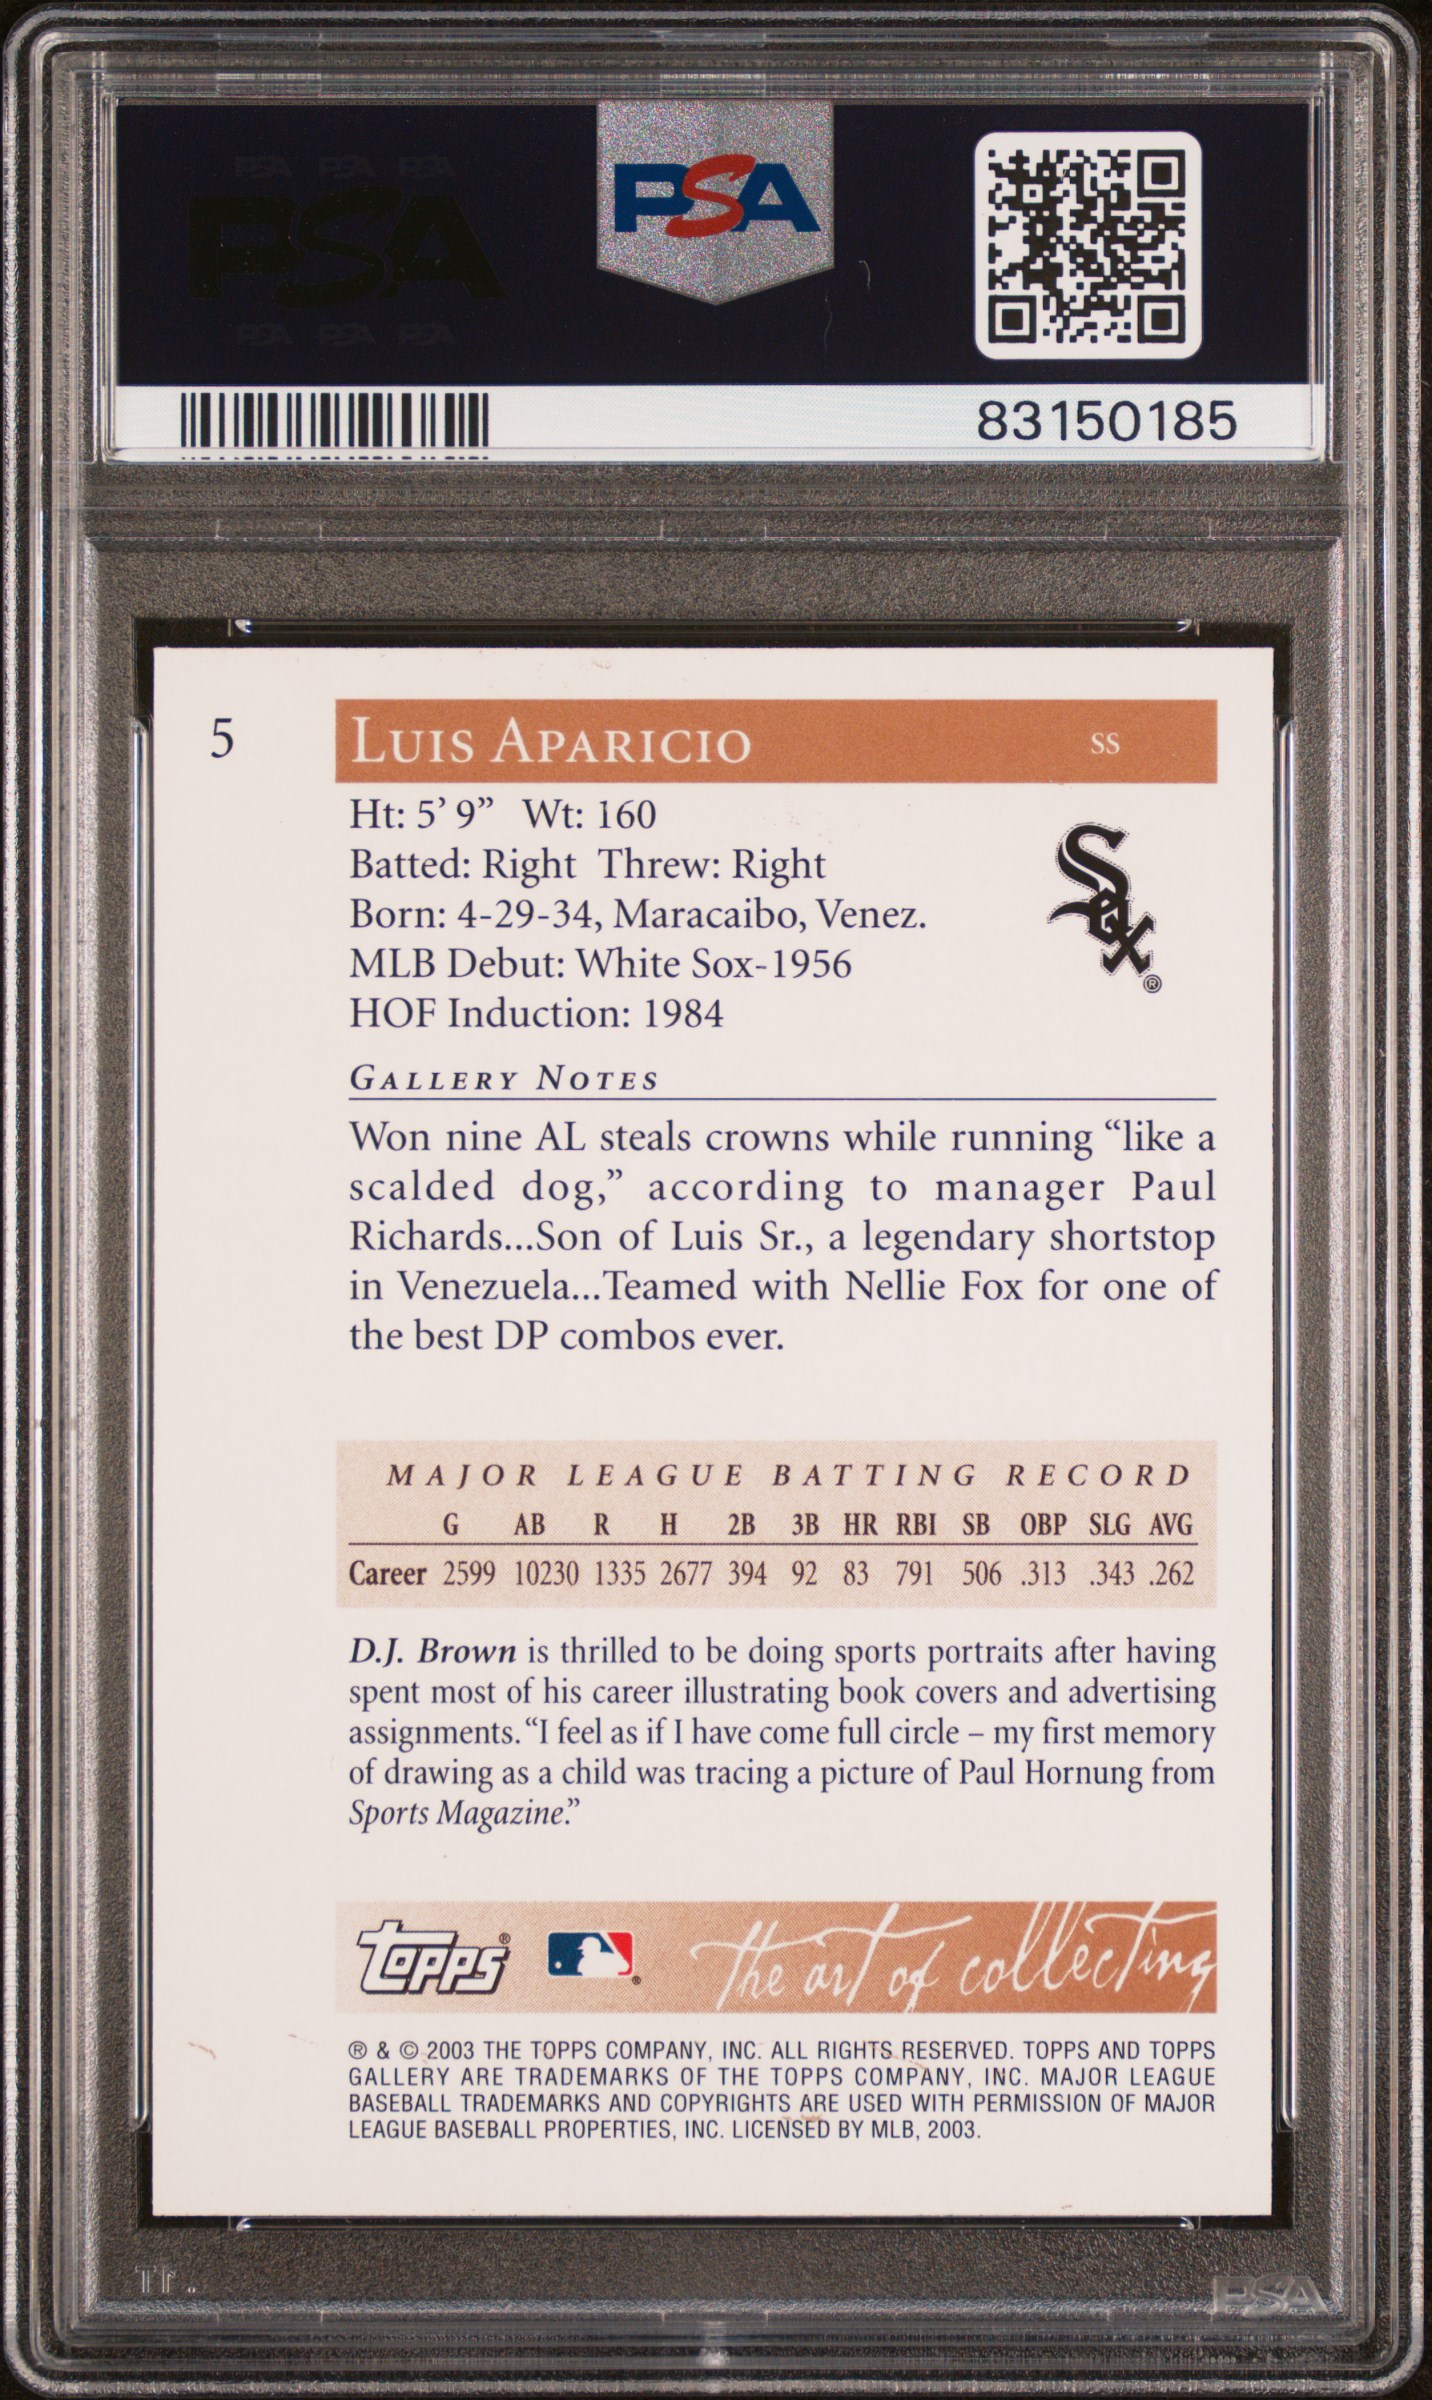 PSA PSA PSA
PSA
PSA PSA PSA
PSA
83150185
5
LUIS APARICIO SS
Ht: 5’ 9” Wt: 160
Batted: Right Threw: Right
Born: 4-29-34, Maracaibo, Venez.
MLB Debut: White Sox-1956
HOF Induction: 1984
Sox ®
GALLERY NOTES
Won nine AL steals crowns while running “like a
scalded dog,” according to manager Paul
Richards...Son of Luis Sr., a legendary shortstop
in Venezuela...Teamed with Nellie Fox for one of
the best DP combos ever.
MAJOR LEAGUE BATTING RECORD
G AB R H 2B 3B HR RBI SB OBP SLG AVG
Career 2599 10230 1335 2677 394 92 83 791 506 .313 .343 .262
D.J. Brown is thrilled to be doing sports portraits after having
spent most of his career illustrating book covers and advertising
assignments. “I feel as if I have come full circle – my first memory
of drawing as a child was tracing a picture of Paul Hornung from
Sports Magazine.”
Topps® ® the art of collecting
® & © 2003 THE TOPPS COMPANY, INC. ALL RIGHTS RESERVED. TOPPS AND TOPPS
GALLERY ARE TRADEMARKS OF THE TOPPS COMPANY, INC. MAJOR LEAGUE
BASEBALL TRADEMARKS AND COPYRIGHTS ARE USED WITH PERMISSION OF MAJOR
LEAGUE BASEBALL PROPERTIES, INC. LICENSED BY MLB, 2003.
PSA